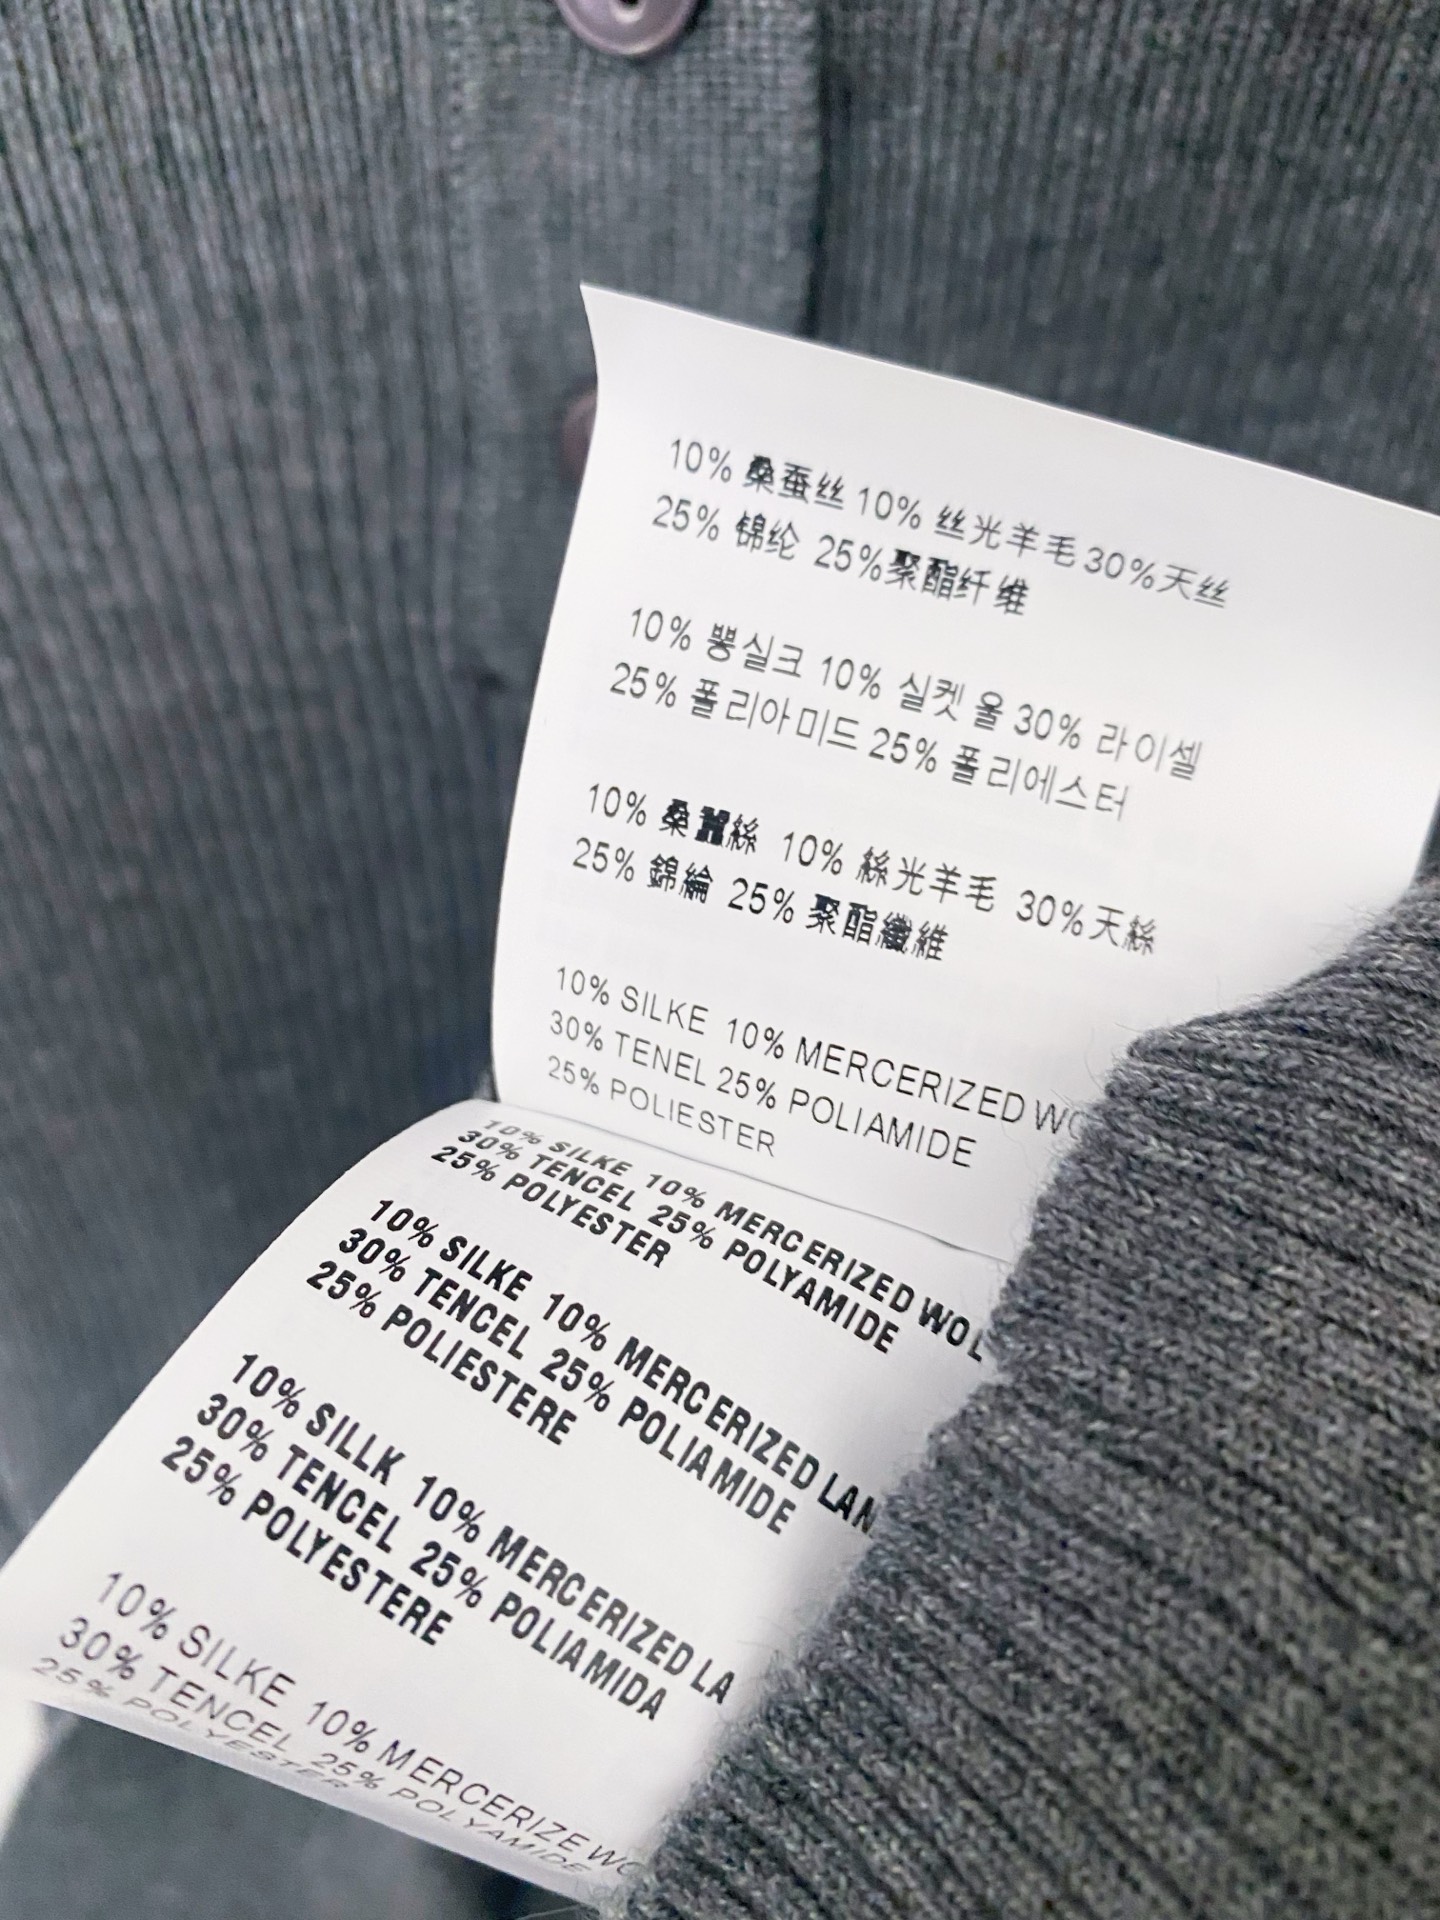 10% 桑蚕丝 10% 丝光羊毛 30%天丝
25% 锦纶 25%聚酯纤维
10% 뽕실크 10% 실켓 울 30% 라이셀
25% 폴리아미드 25% 폴리에스터
10% 桑蠶絲 10% 絲光羊毛 30%天絲
25% 錦綸 25% 聚酯纖維
10% SILKE 10% MERCERIZED WO
30% TENEL 25% POLIAMIDE
25% POLIESTER
10% SILKE 10% MERCERIZED WOL
30% TENCEL 25% POLYAMIDE
25% POLYESTER
10% SILKE 10% MERCERIZED LAN
30% TENCEL 25% POLIAMIDE
25% POLIESTERE
10% SILLK 10% MERCERIZED LA
30% TENCEL 25% POLIAMIDA
25% POLYESTERE
10% SILKE 10% MERCERIZE WO
30% TENCEL 25% POLYAMIDE
25% POLYESTER